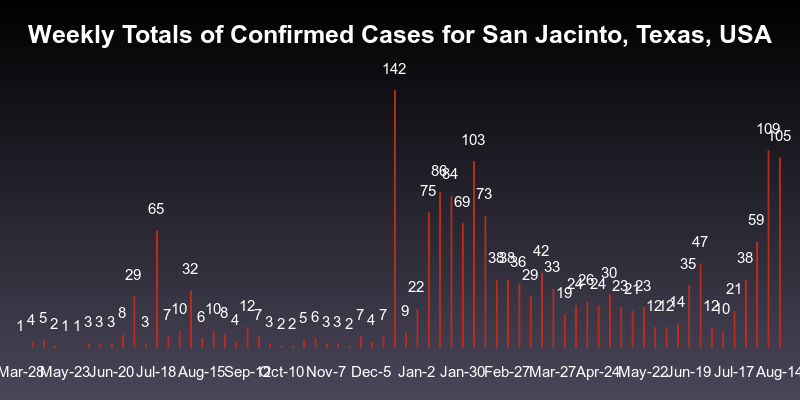 Weekly Totals of Confirmed Cases for San Jacinto, Texas, USA
1 4 5 2 1 1 3 3 3 8 29 3 65 7 10 32 6 10 8 4 12 7 3 2 2 5 6 3 3 2 7 4 7 142 9 22 75 86 84 69 103 73 38 38 36 29 42 33 19 24 26 24 30 23 21 23 12 12 14 35 47 12 10 21 38 59 109 105
Mar-28 May-23 Jun-20 Jul-18 Aug-15 Sep-12 Oct-10 Nov-7 Dec-5 Jan-2 Jan-30 Feb-27 Mar-27 Apr-24 May-22 Jun-19 Jul-17 Aug-14